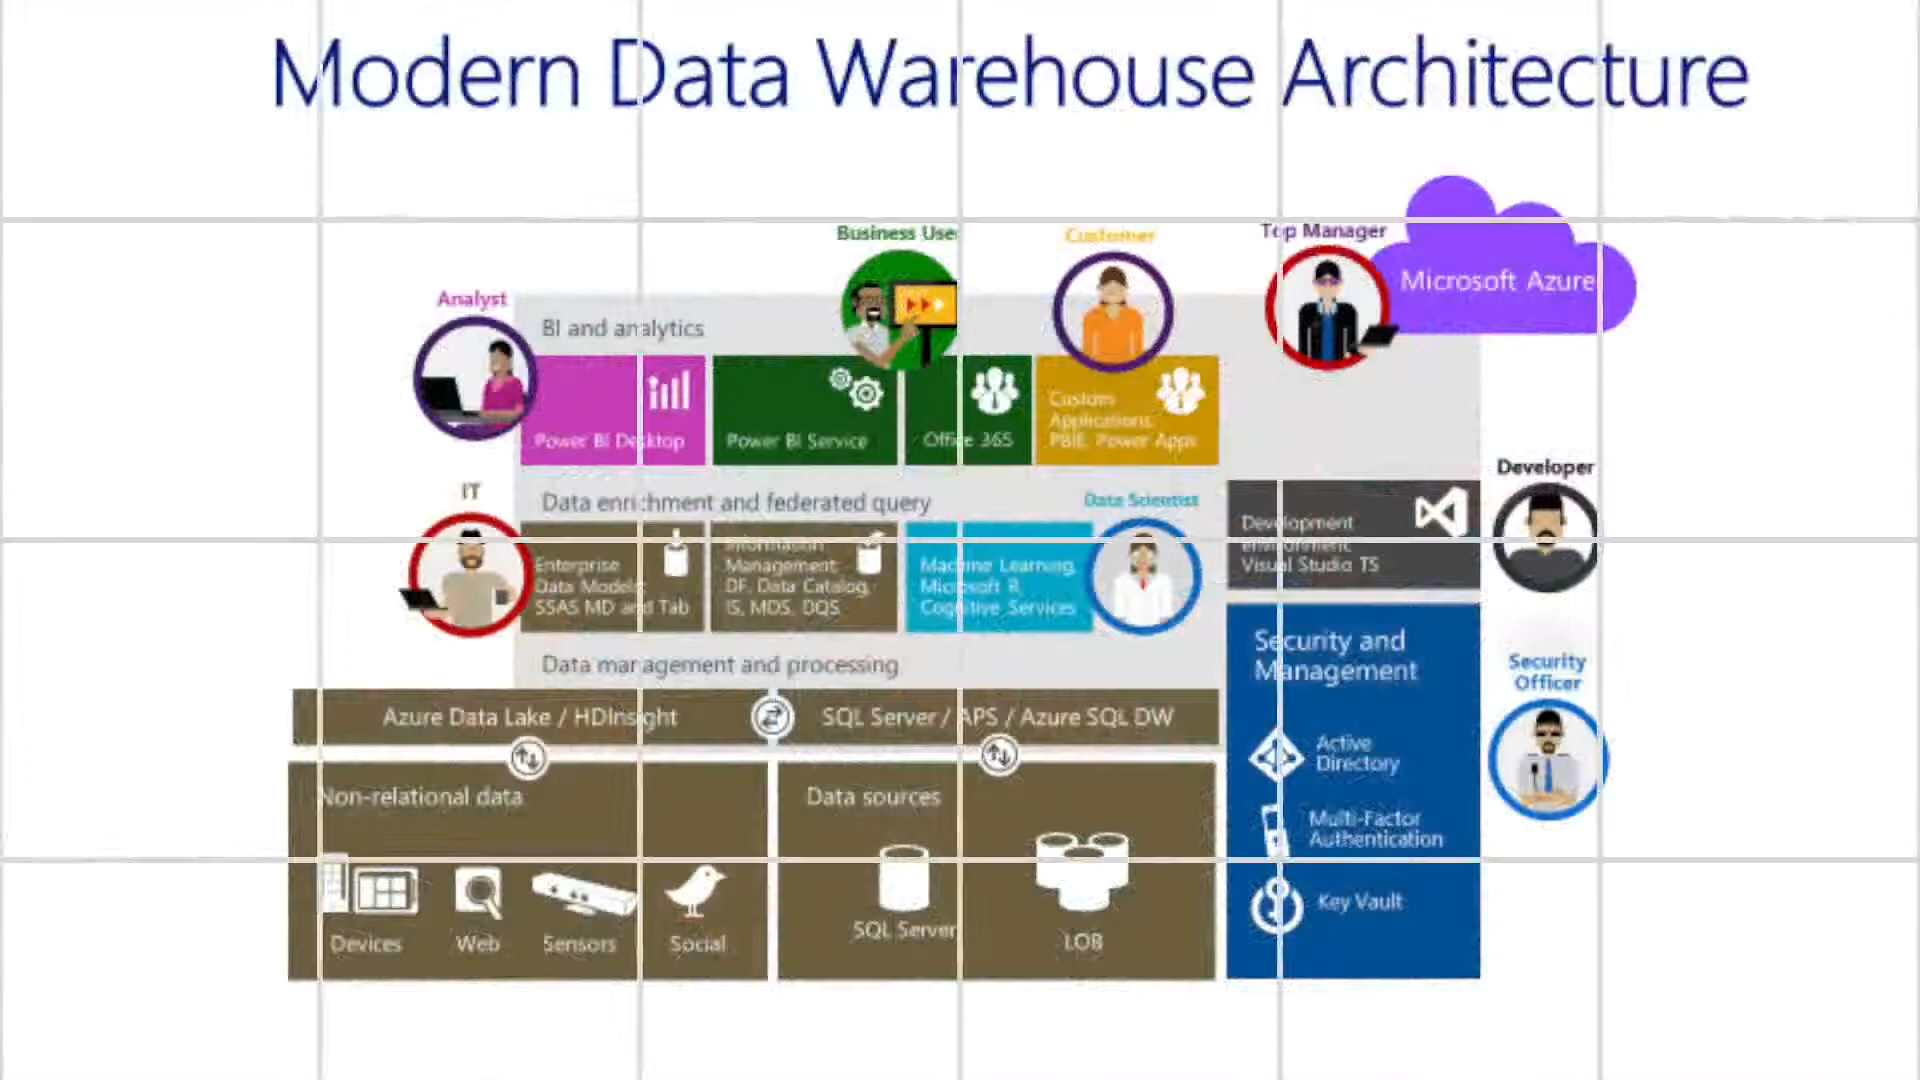 Modern Data Warehouse Architecture
Business Use
Customer
Top Manager
Microsoft Azure
Analyst
BI and analytics
Power BI Desktop
Power BI Service
Office 365
Custom
Applications,
PBIE, Power Apps
IT
Data enrichment and federated query
Data Scientist
Developer
Enterprise
Data Models
SSAS MD and Tab
Information
Management:
DF, Data Catalog,
IS, MDS, DQS
Machine Learning,
Microsoft R,
Cognitive Services
Development
environment:
Visual Studio TS
Data management and processing
Security and
Management
Security
Officer
Azure Data Lake / HDInsight
SQL Server / APS / Azure SQL DW
Active
Directory
Non-relational data
Data sources
Multi-Factor
Authentication
Key Vault
Devices
Web
Sensors
Social
SQL Server
LOB